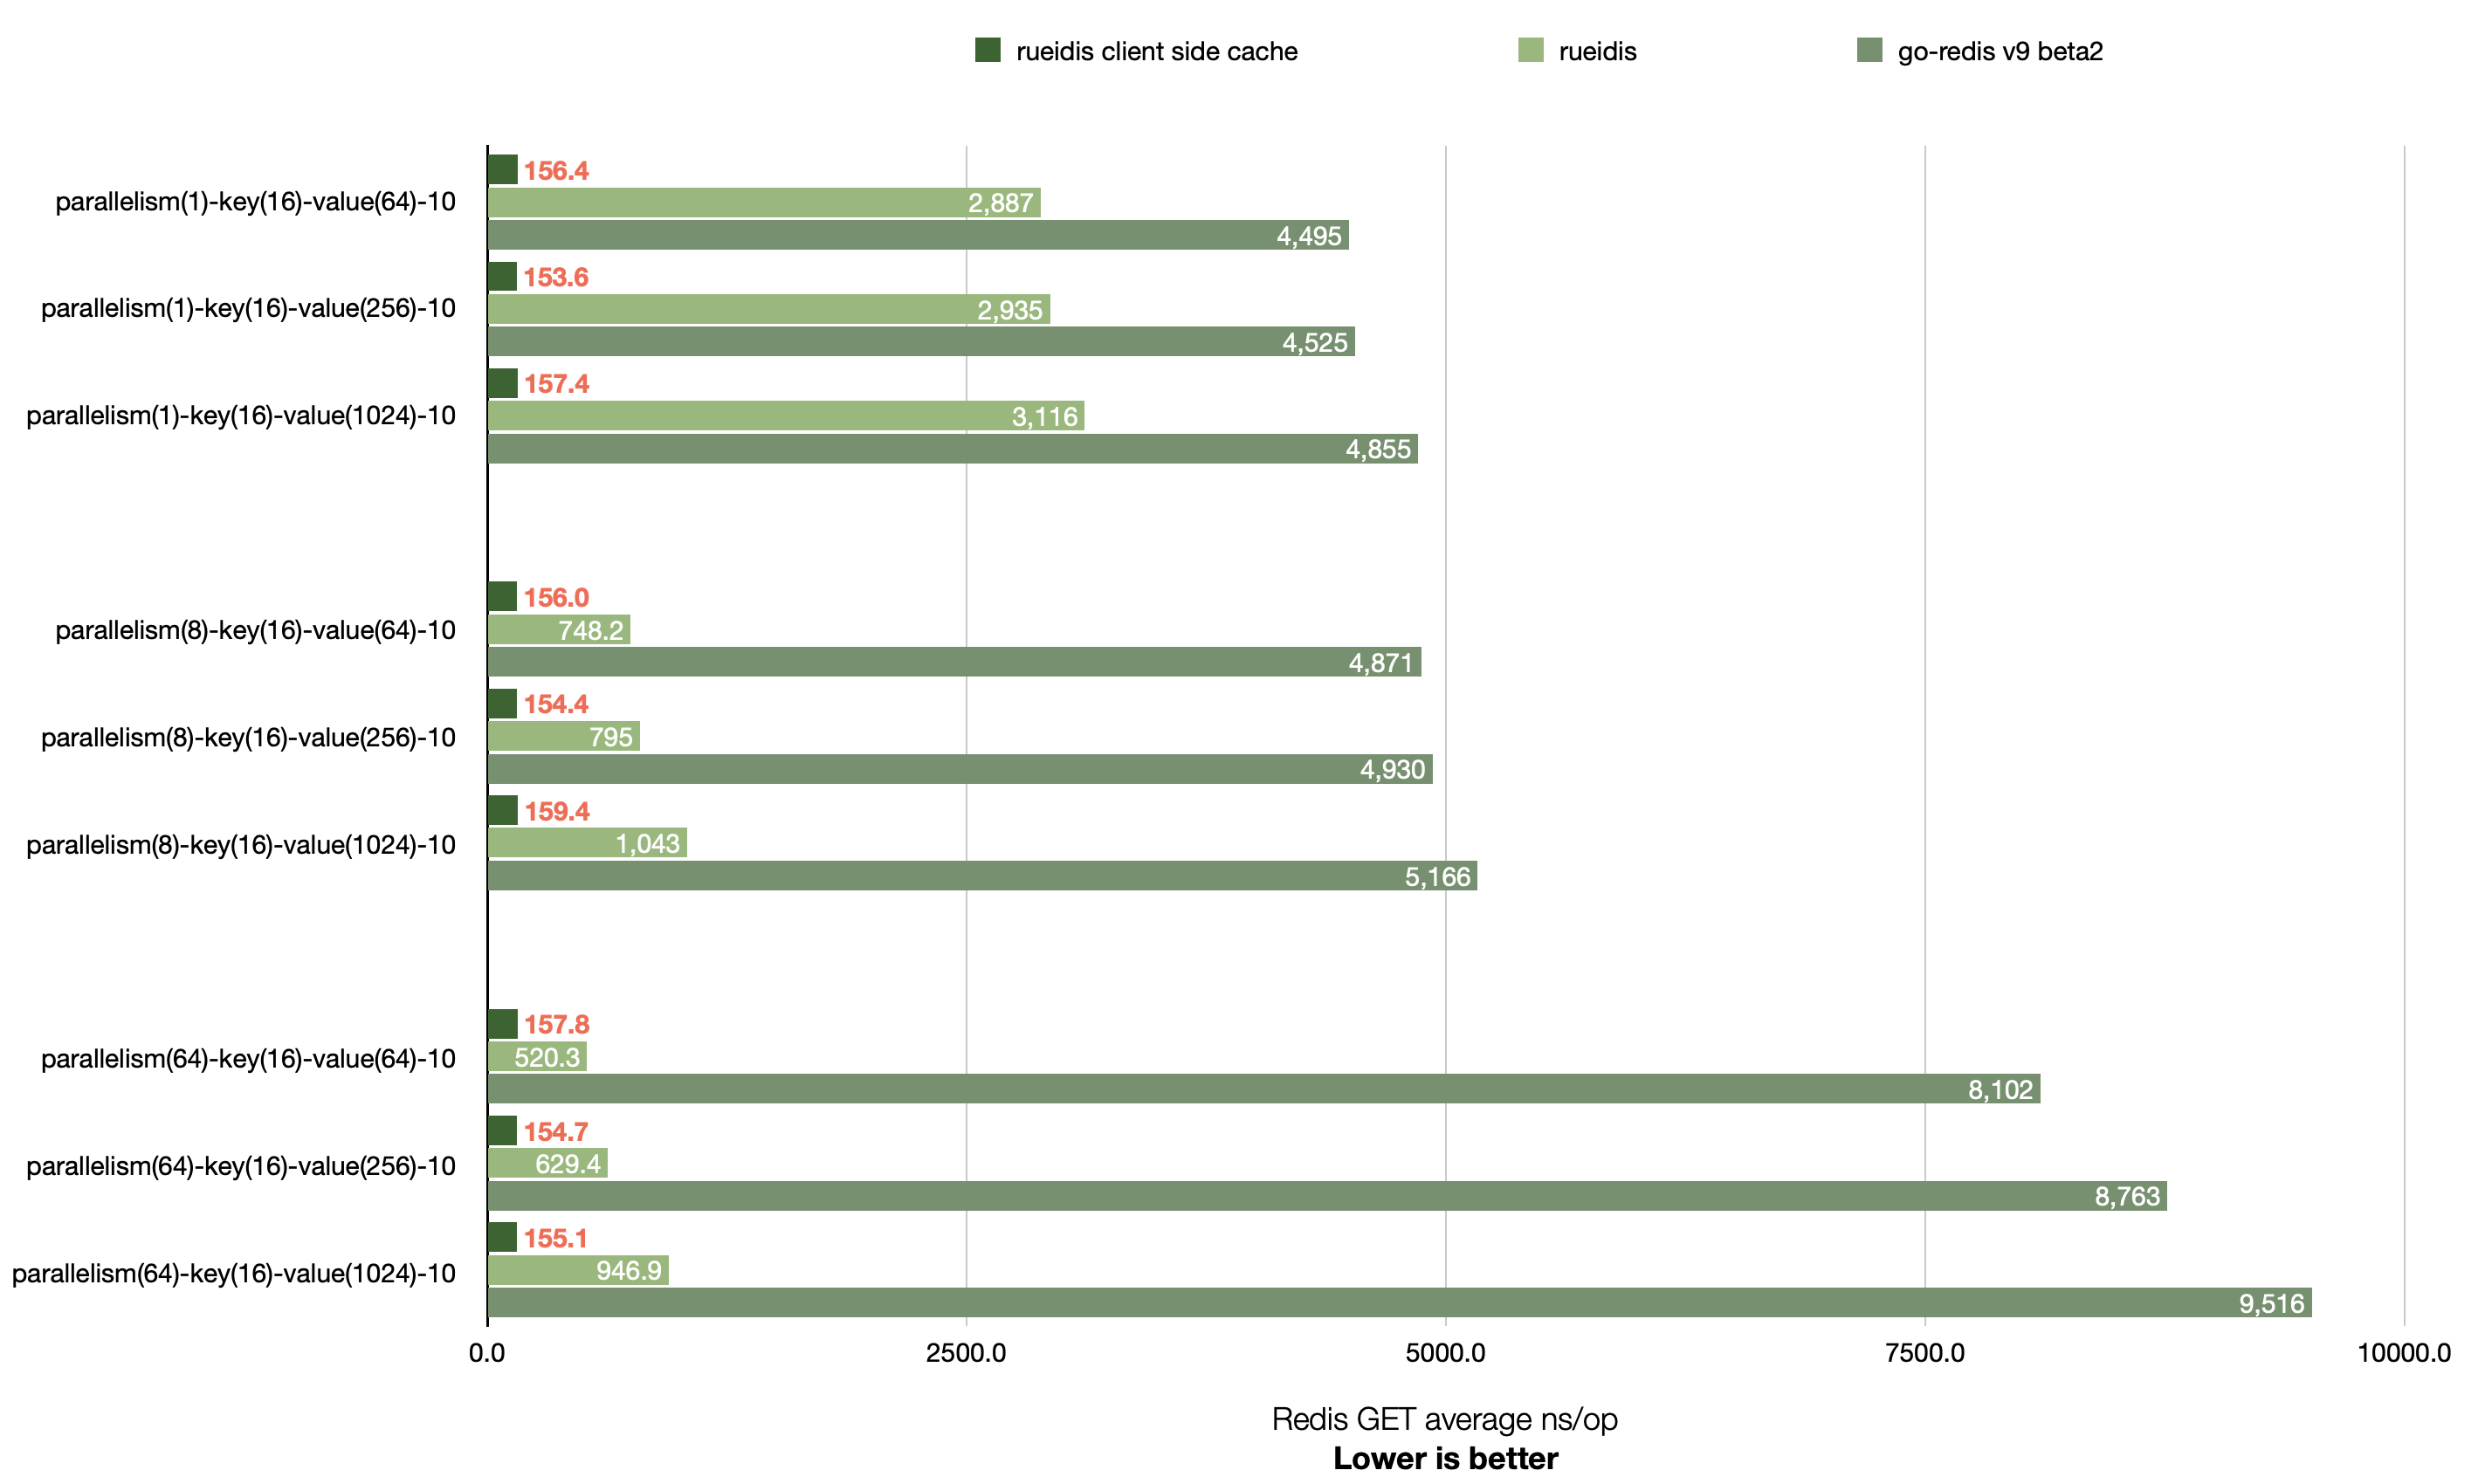 rueidis client side cache
rueidis
go-redis v9 beta2
parallelism(1)-key(16)-value(64)-10
156.4
2,887
4,495
parallelism(1)-key(16)-value(256)-10
153.6
2,935
4,525
parallelism(1)-key(16)-value(1024)-10
157.4
3,116
4,855
parallelism(8)-key(16)-value(64)-10
156.0
748.2
4,871
parallelism(8)-key(16)-value(256)-10
154.4
795
4,930
parallelism(8)-key(16)-value(1024)-10
159.4
1,043
5,166
parallelism(64)-key(16)-value(64)-10
157.8
520.3
8,102
parallelism(64)-key(16)-value(256)-10
154.7
629.4
8,763
parallelism(64)-key(16)-value(1024)-10
155.1
946.9
9,516
0.0
2500.0
5000.0
7500.0
10000.0
Redis GET average ns/op
Lower is better